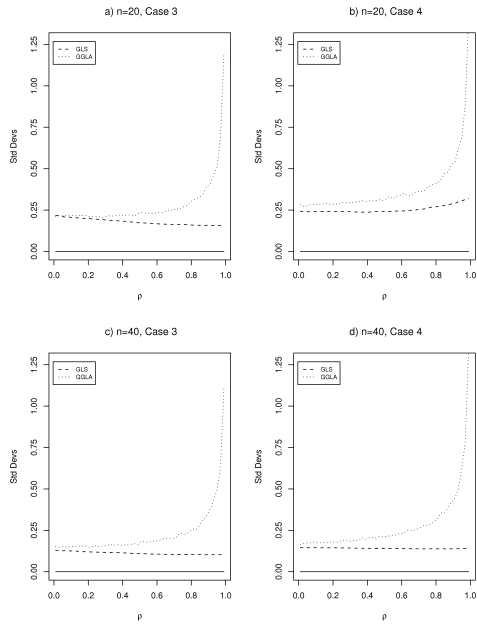 a) n=20, Case 3
Std Devs
1.25
1.00
0.75
0.50
0.25
0.00
GLS
GGLA
0.0 0.2 0.4 0.6 0.8 1.0
ρ
b) n=20, Case 4
Std Devs
1.25
1.00
0.75
0.50
0.25
0.00
GLS
GGLA
0.0 0.2 0.4 0.6 0.8 1.0
ρ
c) n=40, Case 3
Std Devs
1.25
1.00
0.75
0.50
0.25
0.00
GLS
GGLA
0.0 0.2 0.4 0.6 0.8 1.0
ρ
d) n=40, Case 4
Std Devs
1.25
1.00
0.75
0.50
0.25
0.00
GLS
GGLA
0.0 0.2 0.4 0.6 0.8 1.0
ρ